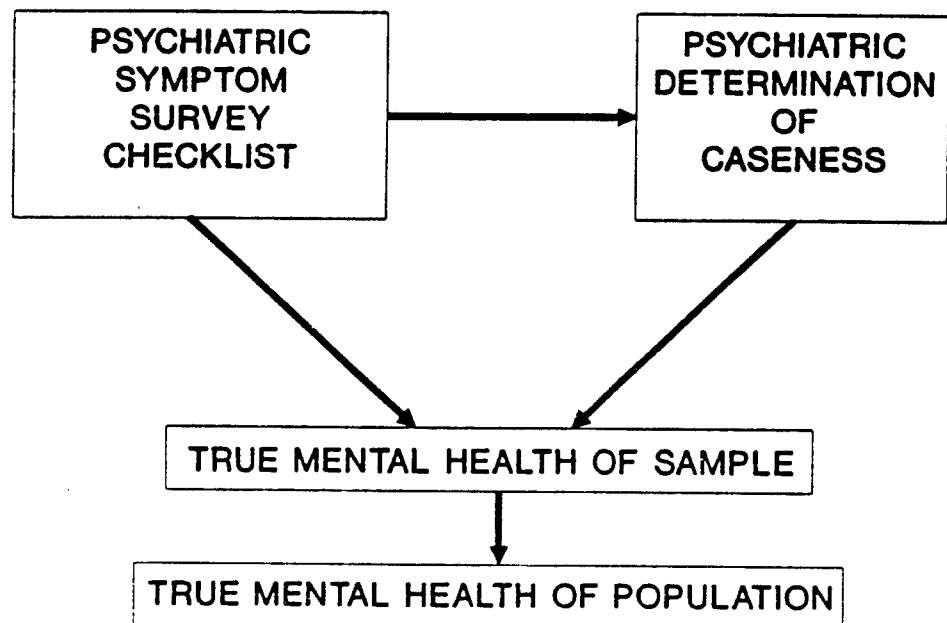 PSYCHIATRIC
SYMPTOM
SURVEY
CHECKLIST
PSYCHIATRIC
DETERMINATION
OF
CASENESS
TRUE MENTAL HEALTH OF SAMPLE
TRUE MENTAL HEALTH OF POPULATION